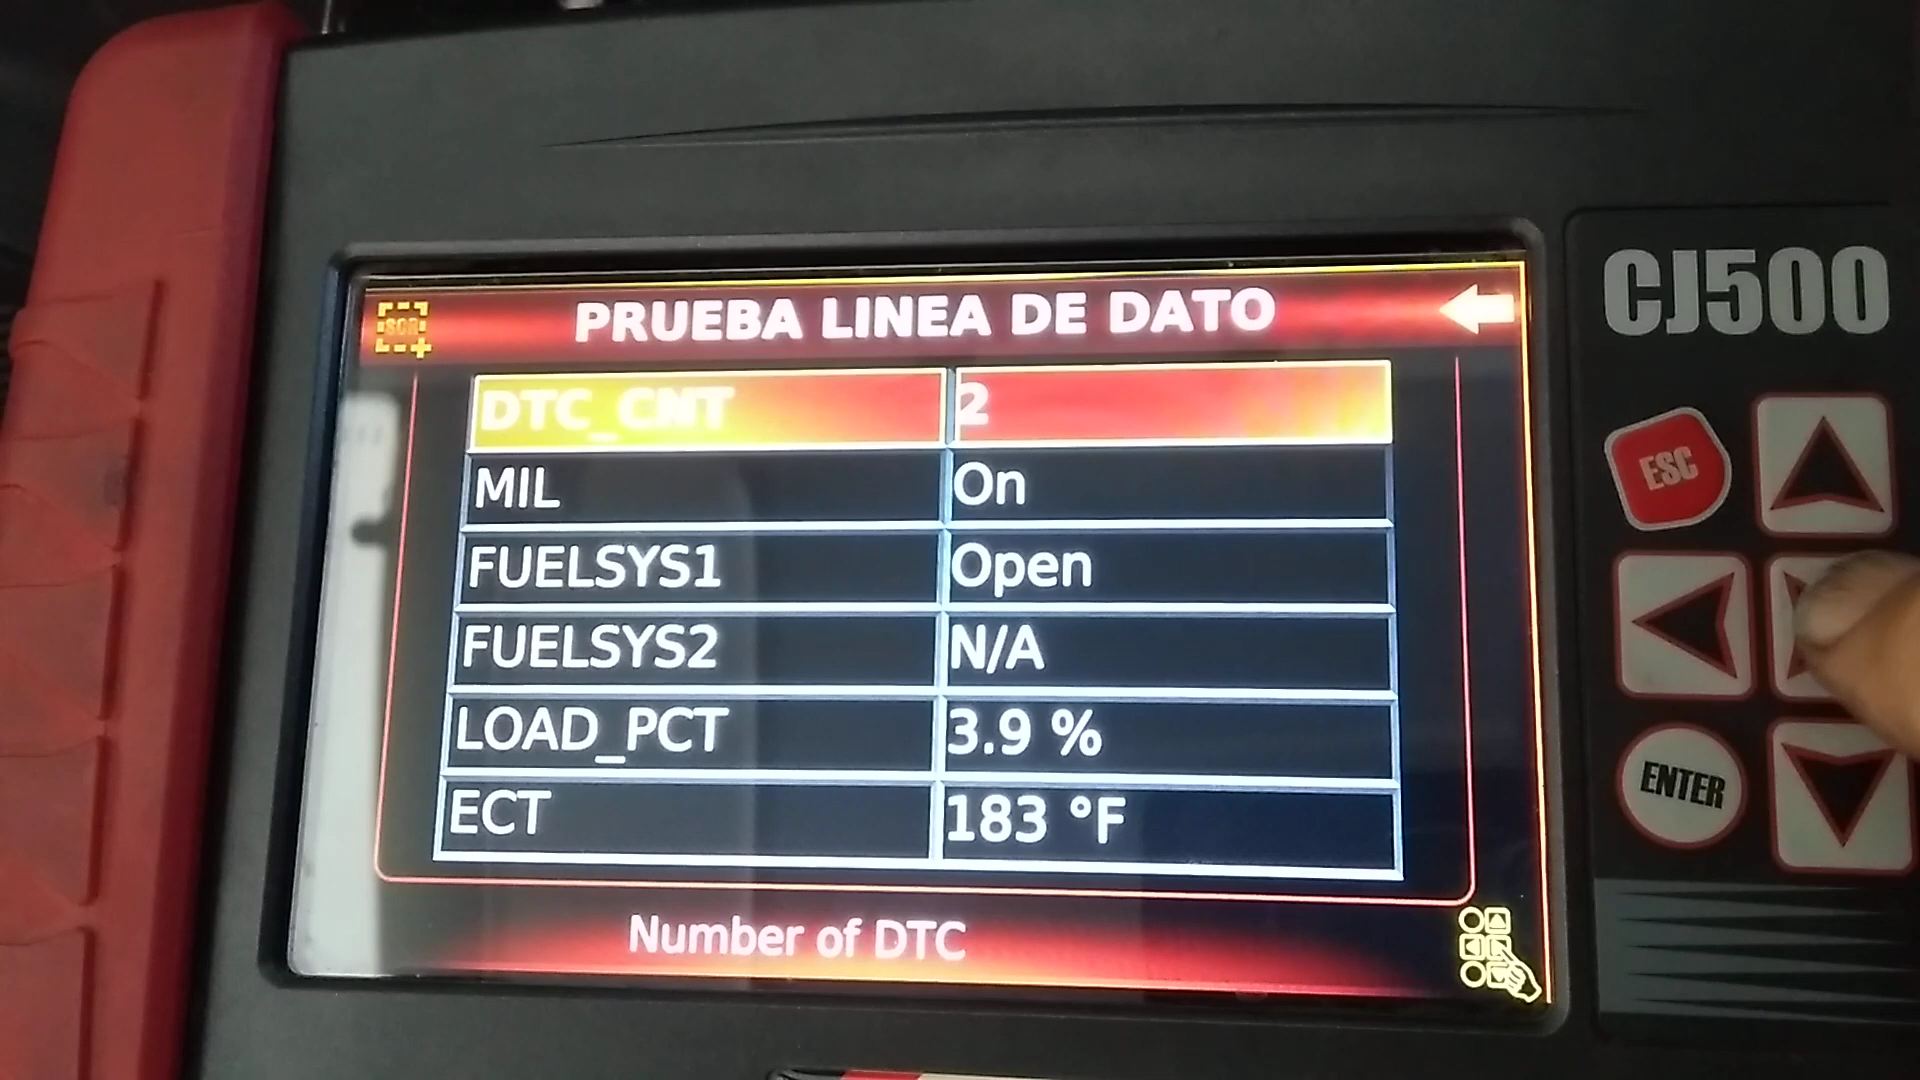 SCR
PRUEBA LINEA DE DATO
CJ500
DTC_CNT 2
MIL On
FUELSYS1 Open
FUELSYS2 N/A
LOAD_PCT 3.9 %
ECT 183 °F
Number of DTC
ESC
ENTER